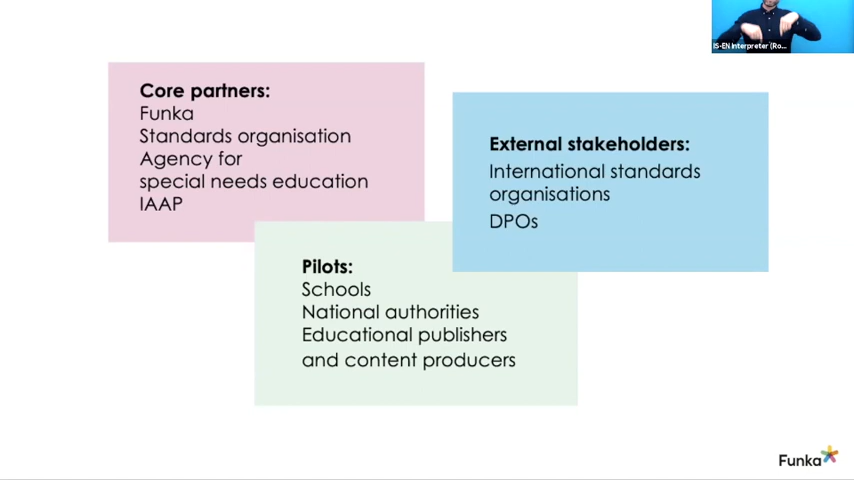 IS-EN Interpreter (Ro...
Core partners:
Funka
Standards organisation
Agency for
special needs education
IAAP
External stakeholders:
International standards
organisations
DPOs
Pilots:
Schools
National authorities
Educational publishers
and content producers
Funka